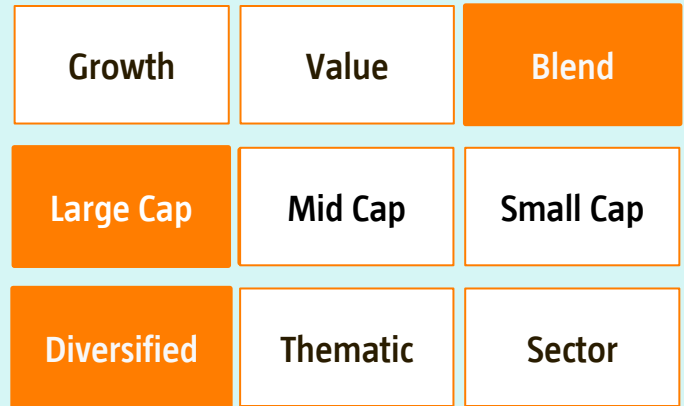 Growth Value Blend
Large Cap Mid Cap Small Cap
Diversified Thematic Sector